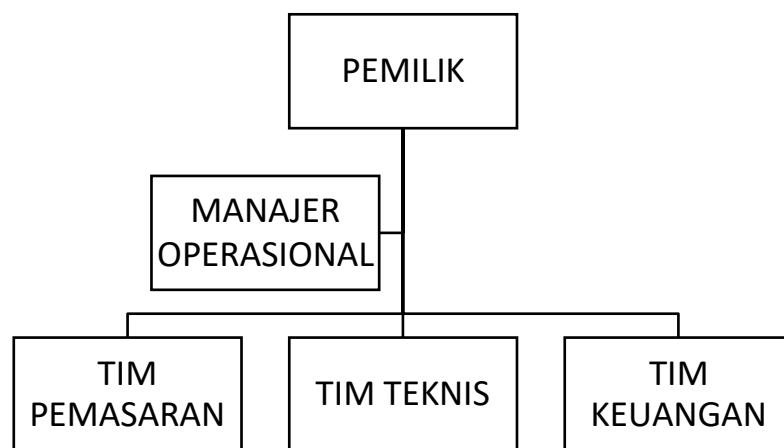 PEMILIK
MANAJER
OPERASIONAL
TIM
PEMASARAN
TIM TEKNIS
TIM
KEUANGAN